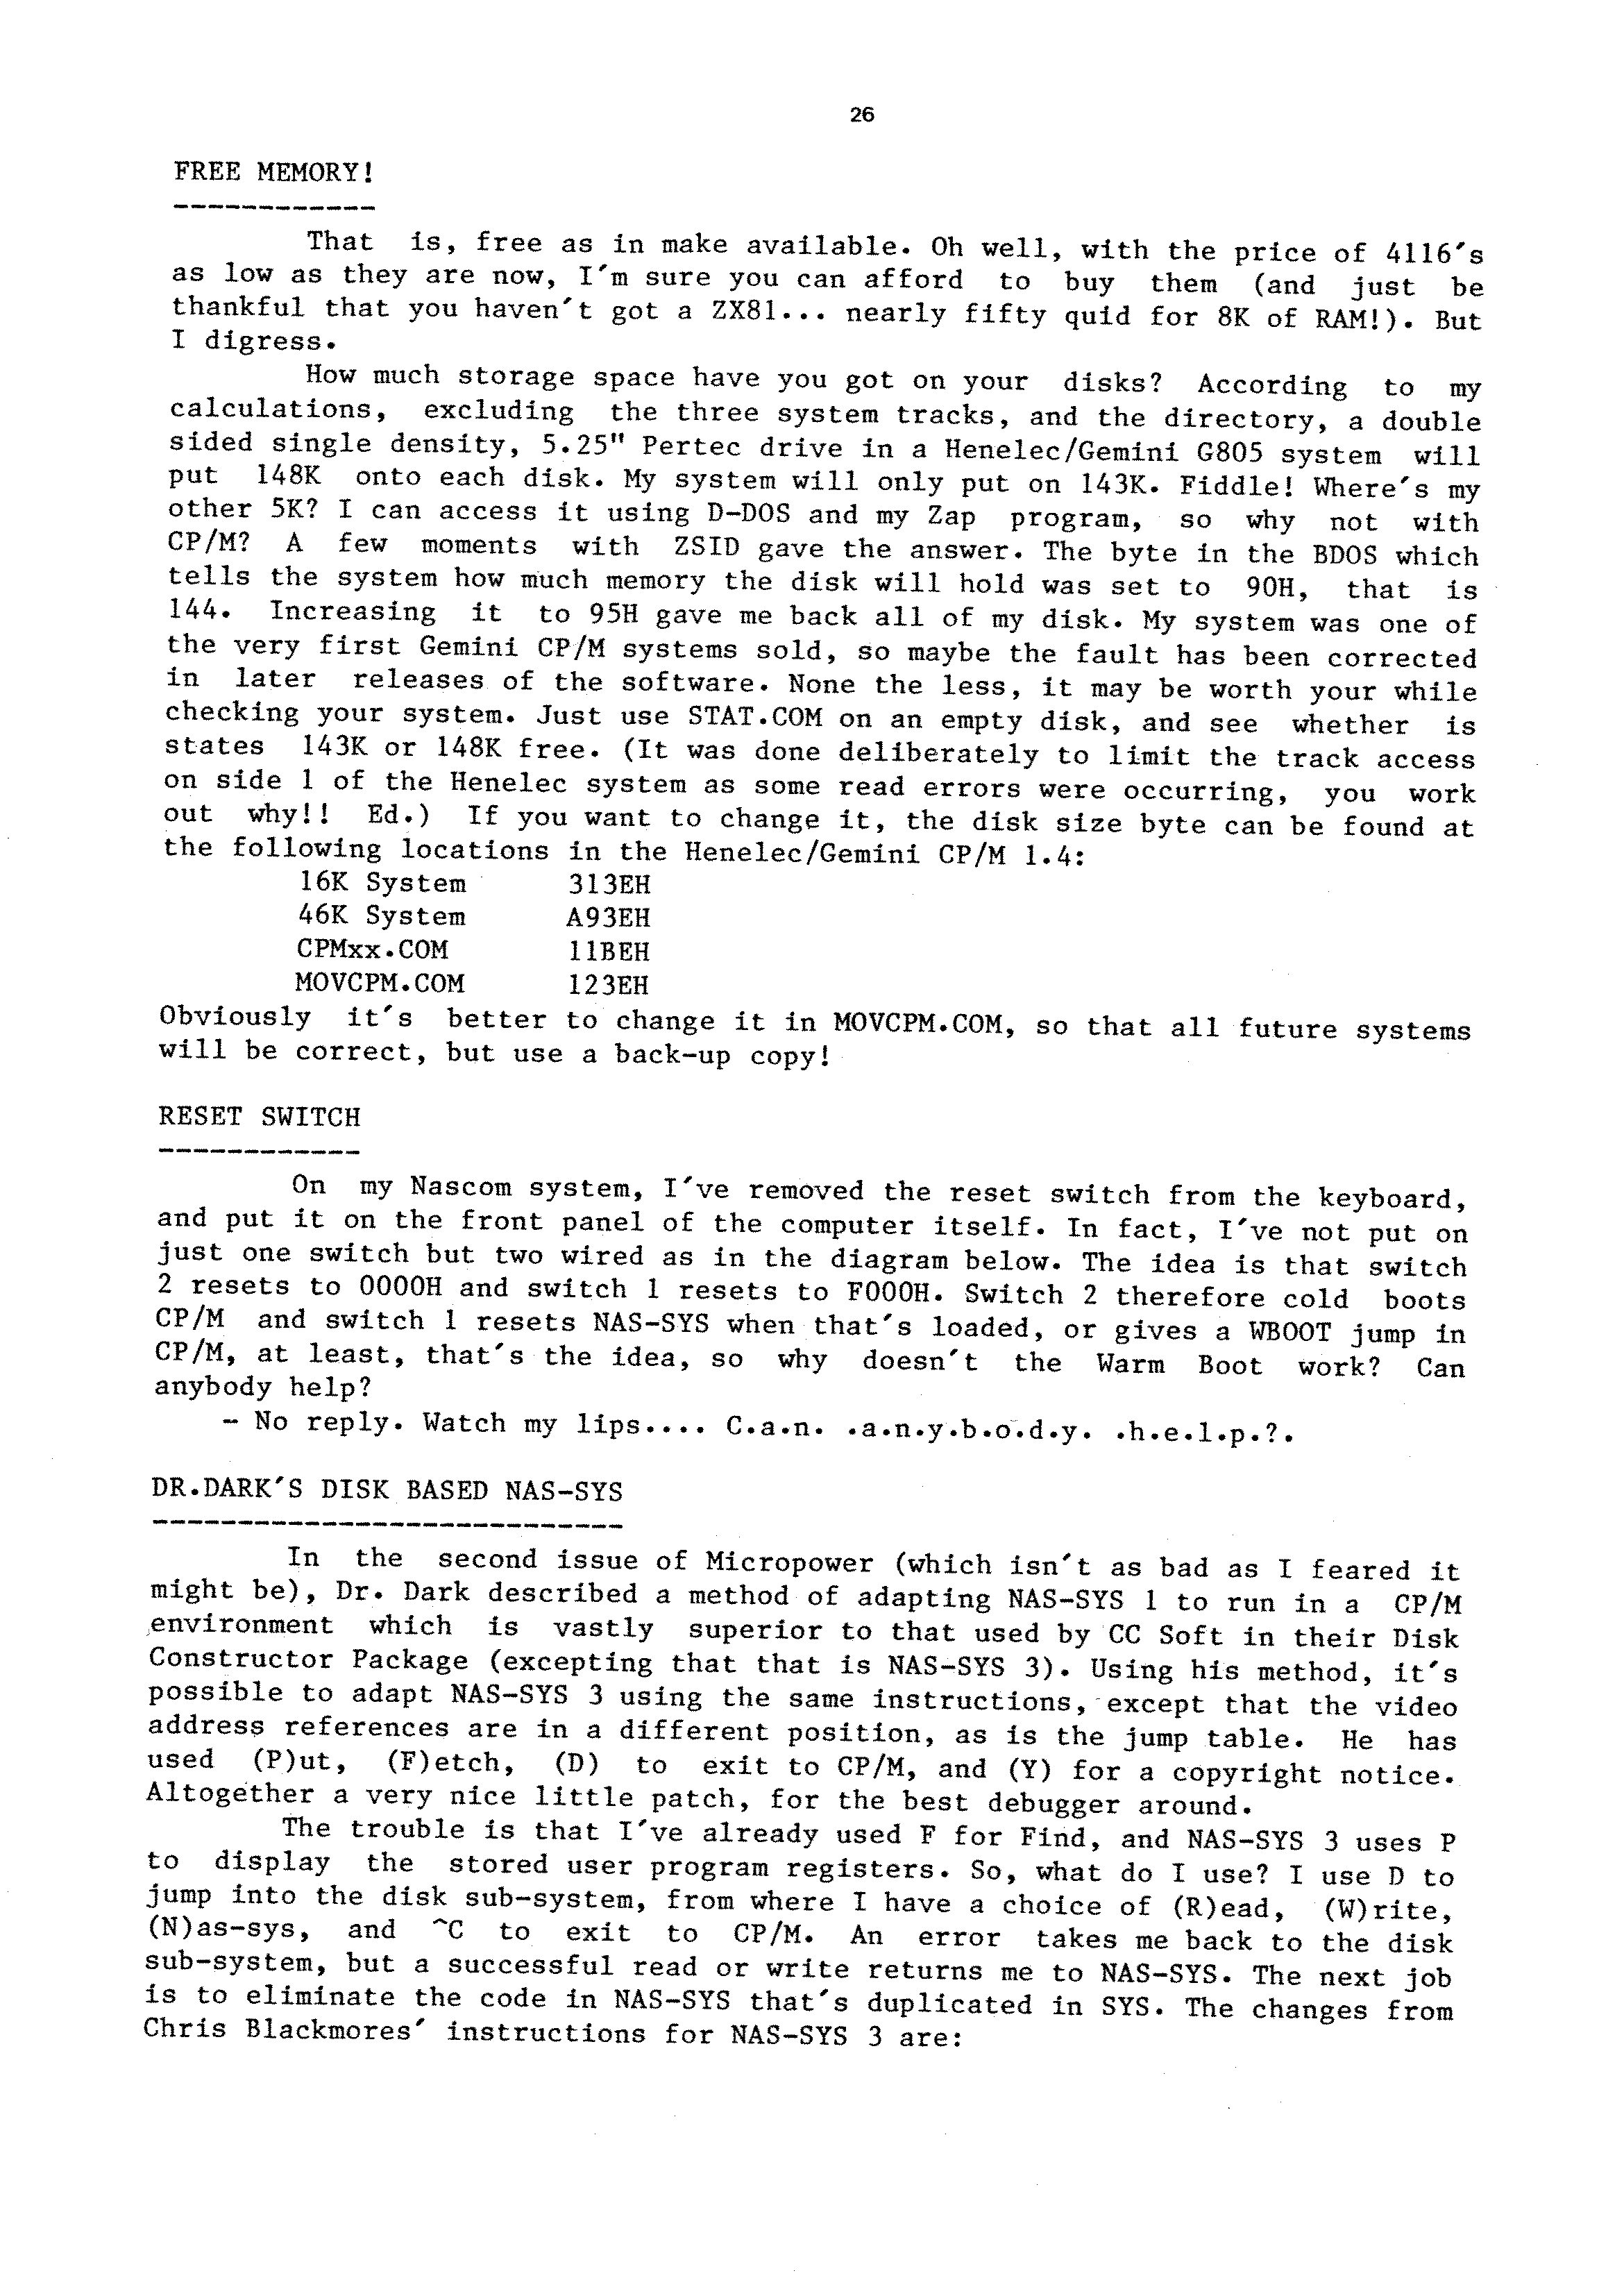 26
FREE MEMORY!
------------
That is, free as in make available. Oh well, with the price of 4116's
as low as they are now, I'm sure you can afford to buy them (and just be
thankful that you haven't got a ZX81... nearly fifty quid for 8K of RAM!). But
I digress.
How much storage space have you got on your disks? According to my
calculations, excluding the three system tracks, and the directory, a double
sided single density, 5.25" Pertec drive in a Henelec/Gemini G805 system will
put 148K onto each disk. My system will only put on 143K. Fiddle! Where's my
other 5K? I can access it using D-DOS and my Zap program, so why not with
CP/M? A few moments with ZSID gave the answer. The byte in the BDOS which
tells the system how much memory the disk will hold was set to 90H, that is
144. Increasing it to 95H gave me back all of my disk. My system was one of
the very first Gemini CP/M systems sold, so maybe the fault has been corrected
in later releases of the software. None the less, it may be worth your while
checking your system. Just use STAT.COM on an empty disk, and see whether is
states 143K or 148K free. (It was done deliberately to limit the track access
on side 1 of the Henelec system as some read errors were occurring, you work
out why!! Ed.) If you want to change it, the disk size byte can be found at
the following locations in the Henelec/Gemini CP/M 1.4:
16K System 313EH
46K System A93EH
CPMxx.COM 11BEH
MOVCPM.COM 123EH
Obviously it's better to change it in MOVCPM.COM, so that all future systems
will be correct, but use a back-up copy!
RESET SWITCH
------------
On my Nascom system, I've removed the reset switch from the keyboard,
and put it on the front panel of the computer itself. In fact, I've not put on
just one switch but two wired as in the diagram below. The idea is that switch
2 resets to 0000H and switch 1 resets to F000H. Switch 2 therefore cold boots
CP/M and switch 1 resets NAS-SYS when that's loaded, or gives a WBOOT jump in
CP/M, at least, that's the idea, so why doesn't the Warm Boot work? Can
anybody help?
- No reply. Watch my lips.... C.a.n. .a.n.y.b.o.d.y. .h.e.l.p.?.
DR.DARK'S DISK BASED NAS-SYS
----------------------------
In the second issue of Micropower (which isn't as bad as I feared it
might be), Dr. Dark described a method of adapting NAS-SYS 1 to run in a CP/M
environment which is vastly superior to that used by CC Soft in their Disk
Constructor Package (excepting that that is NAS-SYS 3). Using his method, it's
possible to adapt NAS-SYS 3 using the same instructions, except that the video
address references are in a different position, as is the jump table. He has
used (P)ut, (F)etch, (D) to exit to CP/M, and (Y) for a copyright notice.
Altogether a very nice little patch, for the best debugger around.
The trouble is that I've already used F for Find, and NAS-SYS 3 uses P
to display the stored user program registers. So, what do I use? I use D to
jump into the disk sub-system, from where I have a choice of (R)ead, (W)rite,
(N)as-sys, and ^C to exit to CP/M. An error takes me back to the disk
sub-system, but a successful read or write returns me to NAS-SYS. The next job
is to eliminate the code in NAS-SYS that's duplicated in SYS. The changes from
Chris Blackmores' instructions for NAS-SYS 3 are: